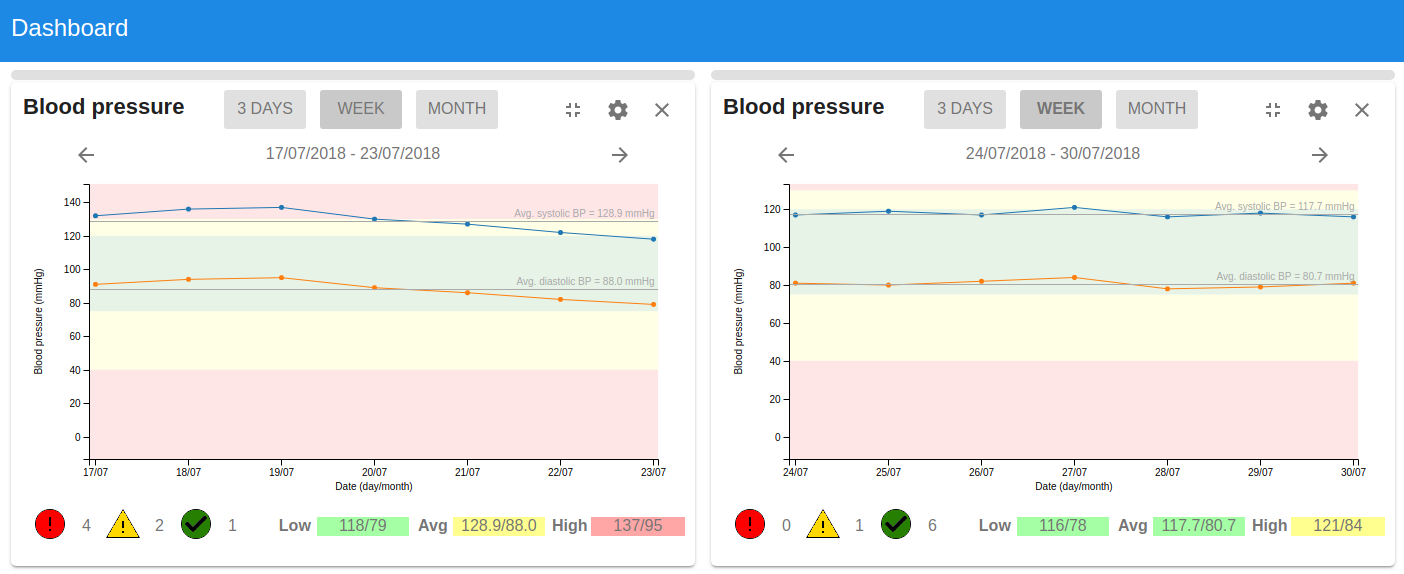 Dashboard
Blood pressure 3 DAYS WEEK MONTH
17/07/2018 - 23/07/2018
140
120
100
80
60
40
20
0
Blood pressure (mmHg)
Avg. systolic BP = 128.9 mmHg
Avg. diastolic BP = 88.0 mmHg
17/07 18/07 19/07 20/07 21/07 22/07 23/07
Date (day/month)
! 4 ! 2 1 Low 118/79 Avg 128.9/88.0 High 137/95
Blood pressure 3 DAYS WEEK MONTH
24/07/2018 - 30/07/2018
120
100
80
60
40
20
0
Blood pressure (mmHg)
Avg. systolic BP = 117.7 mmHg
Avg. diastolic BP = 80.7 mmHg
24/07 25/07 26/07 27/07 28/07 29/07 30/07
Date (day/month)
! 0 ! 1 6 Low 116/78 Avg 117.7/80.7 High 121/84